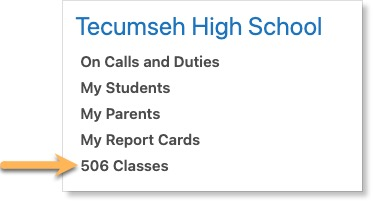 Tecumseh High School
On Calls and Duties
My Students
My Parents
My Report Cards
506 Classes